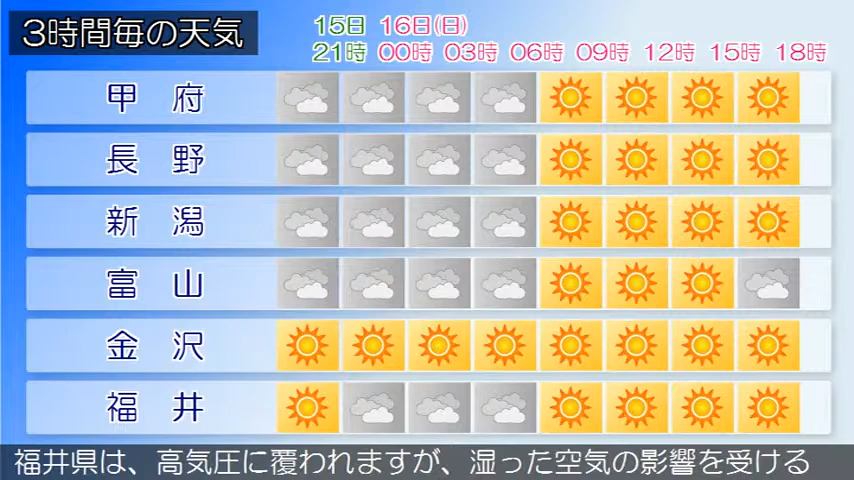 3時間毎の天気
15日 16日(日)
21時 00時 03時 06時 09時 12時 15時 18時
甲 府
長 野
新 潟
富 山
金 沢
福 井
福井県は、高気圧に覆われますが、湿った空気の影響を受ける